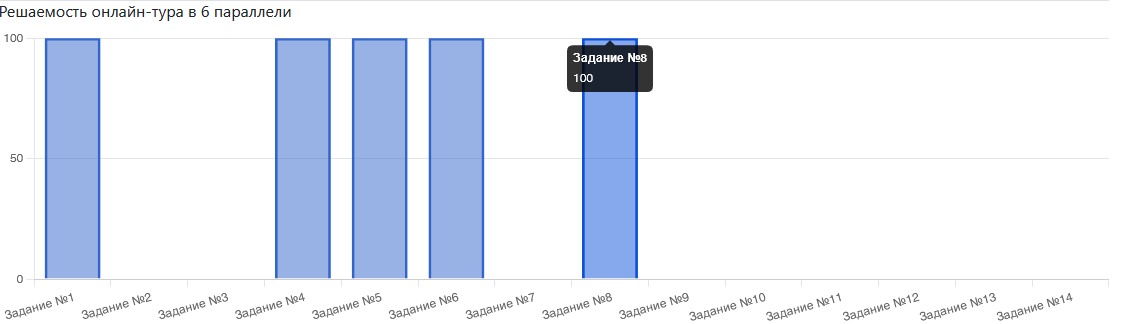 Решаемость онлайн-тура в 6 параллели
100
Задание №8
100
50
0
Задание №1
Задание №2
Задание №3
Задание №4
Задание №5
Задание №6
Задание №7
Задание №8
Задание №9
Задание №10
Задание №11
Задание №12
Задание №13
Задание №14